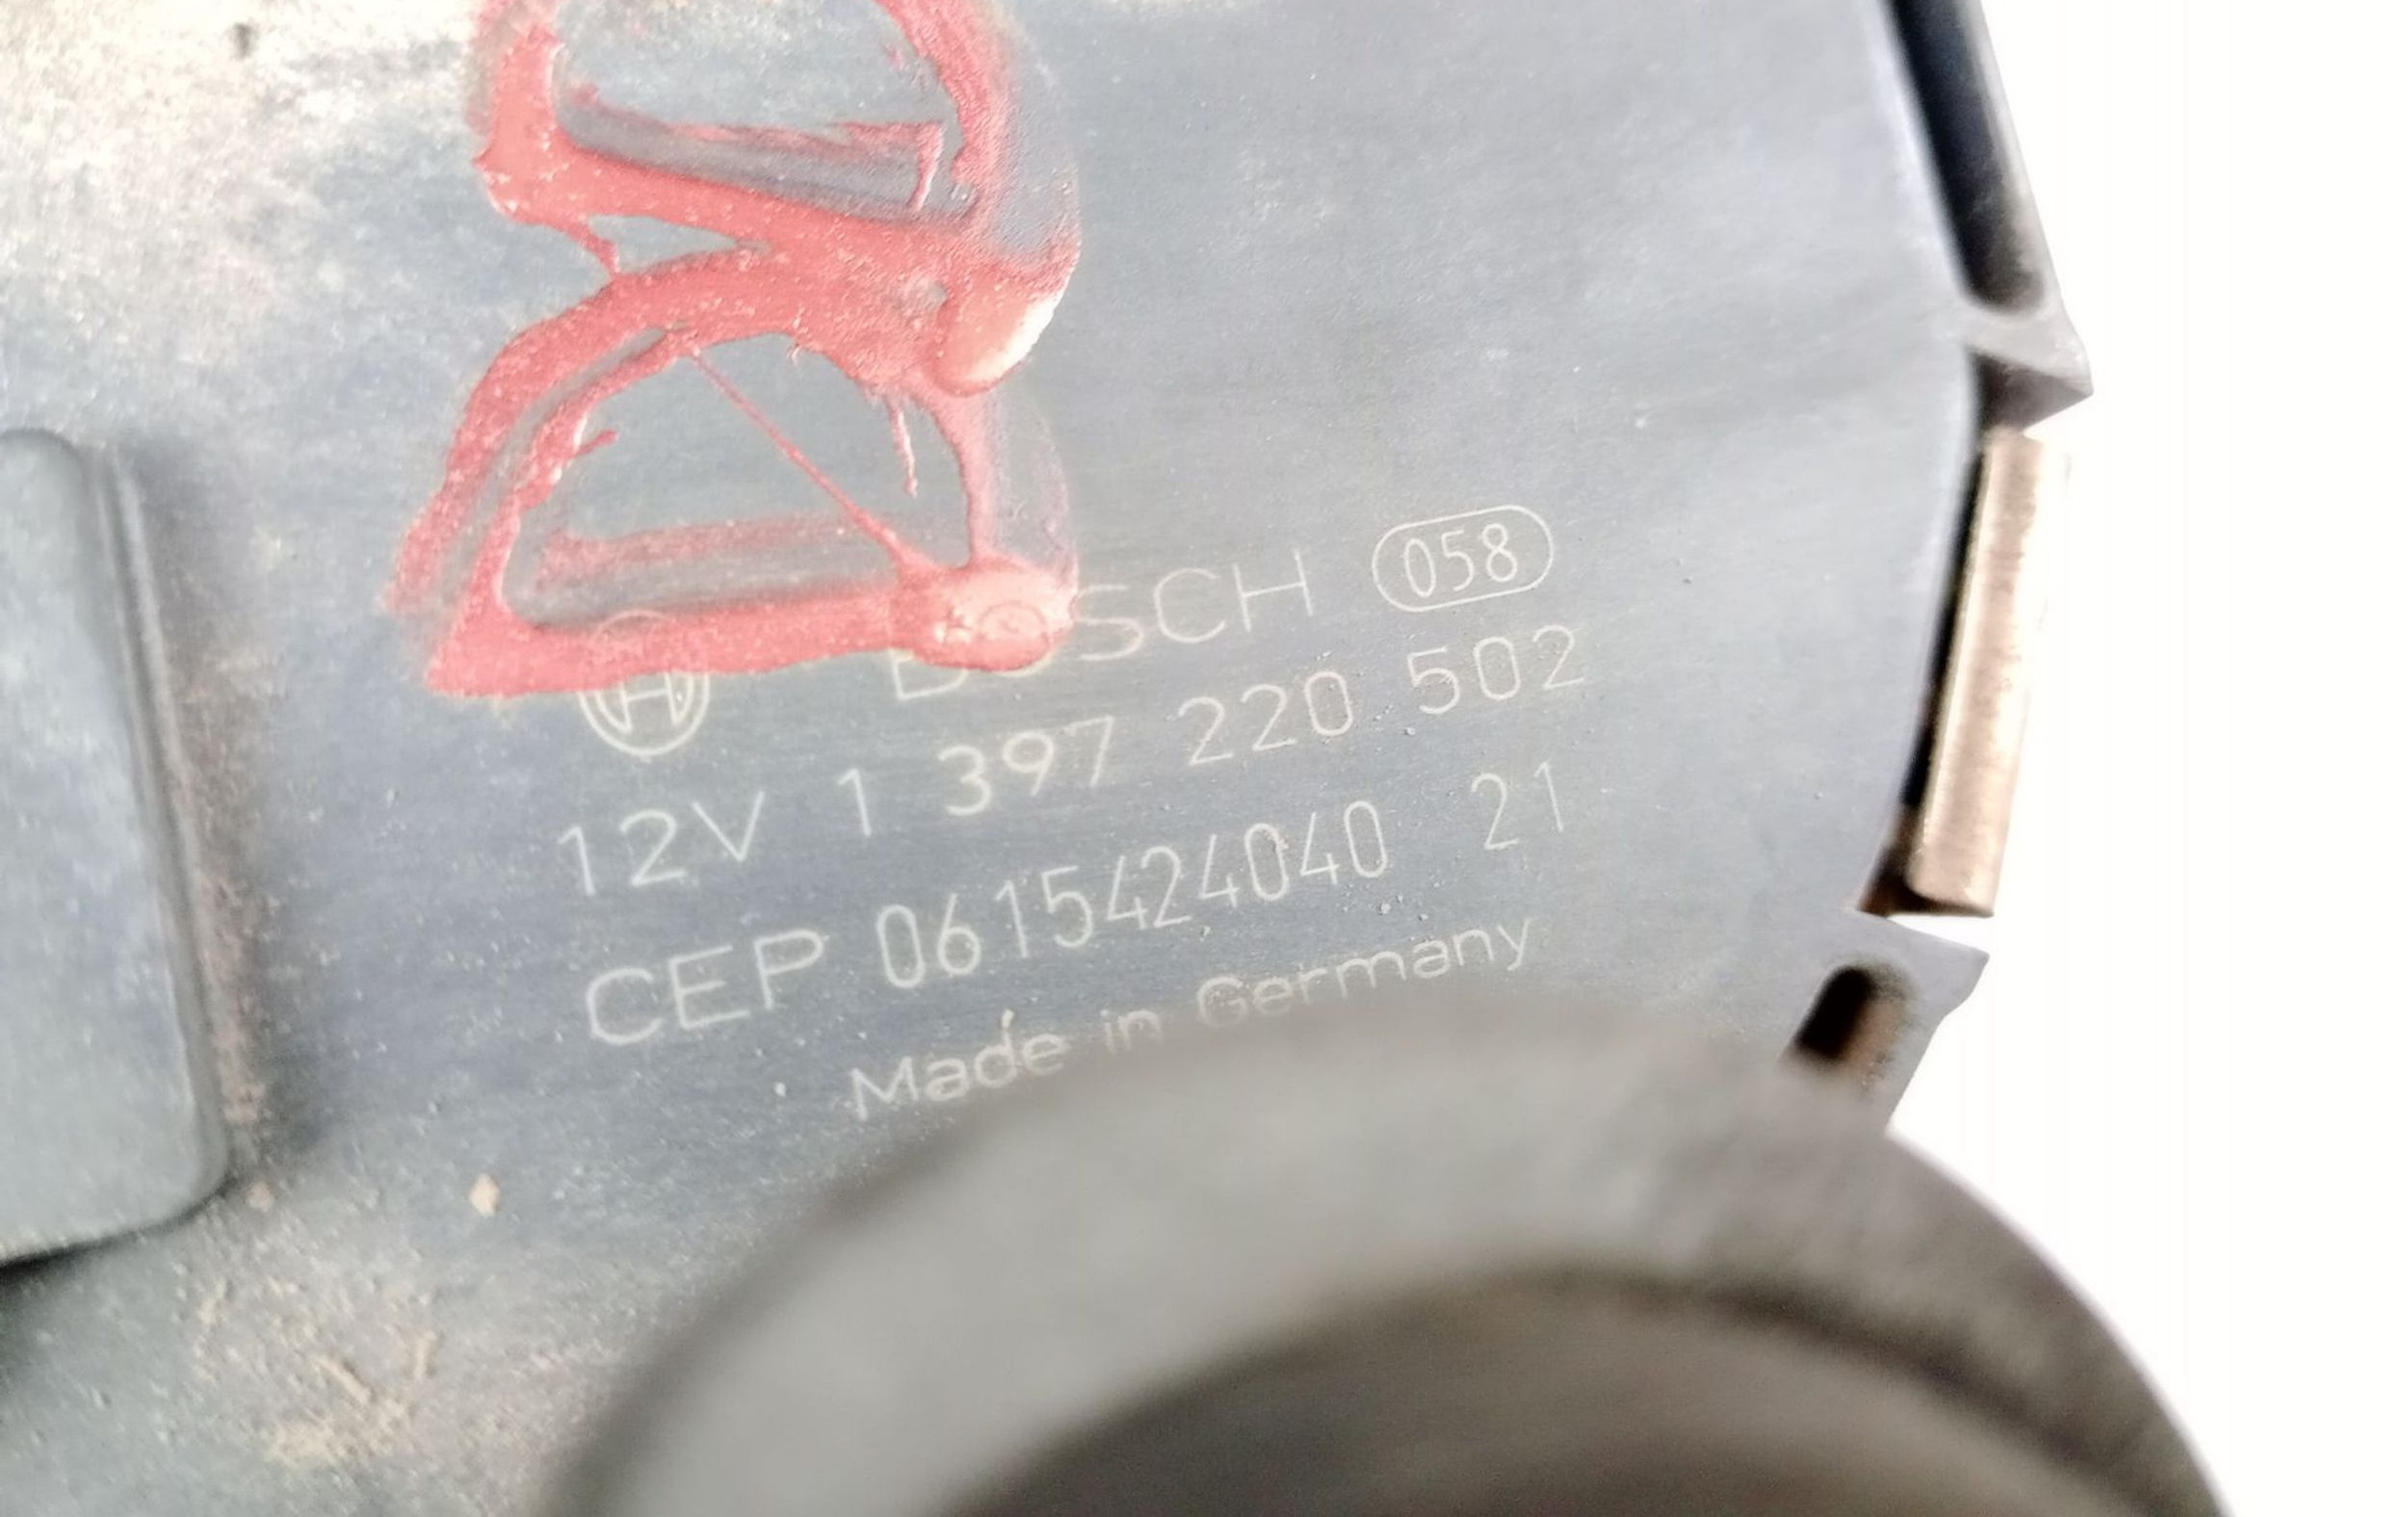 BOSCH 058
12V 1 397 220 502
CEP 0615424040 21
Made in Germany